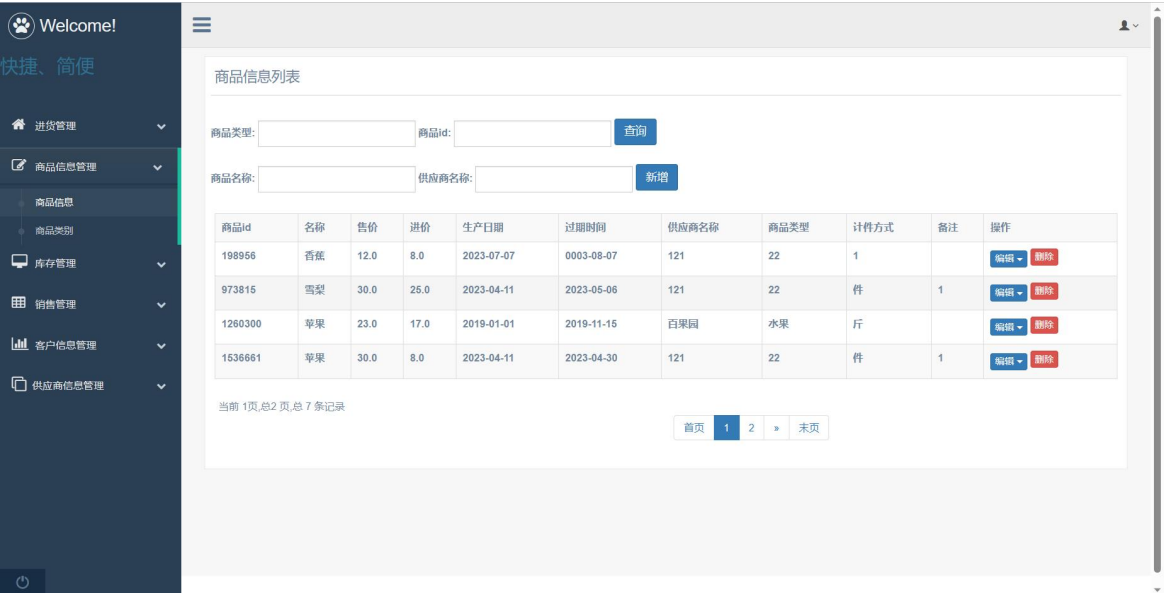 Welcome!
快捷、简便
进货管理
商品信息管理
商品信息
商品类别
库存管理
销售管理
客户信息管理
供应商信息管理
商品信息列表
商品类型: 商品id: 查询
商品名称: 供应商名称: 新增
商品id 名称 售价 进价 生产日期 过期时间 供应商名称 商品类型 计件方式 备注 操作
198956 香蕉 12.0 8.0 2023-07-07 0003-08-07 121 22 1 编辑 删除
973815 雪梨 30.0 25.0 2023-04-11 2023-05-06 121 22 件 1 编辑 删除
1260300 苹果 23.0 17.0 2019-01-01 2019-11-15 百果园 水果 斤 编辑 删除
1536661 苹果 30.0 8.0 2023-04-11 2023-04-30 121 22 件 1 编辑 删除
当前 1页,总2 页,总 7 条记录
首页 1 2 » 末页